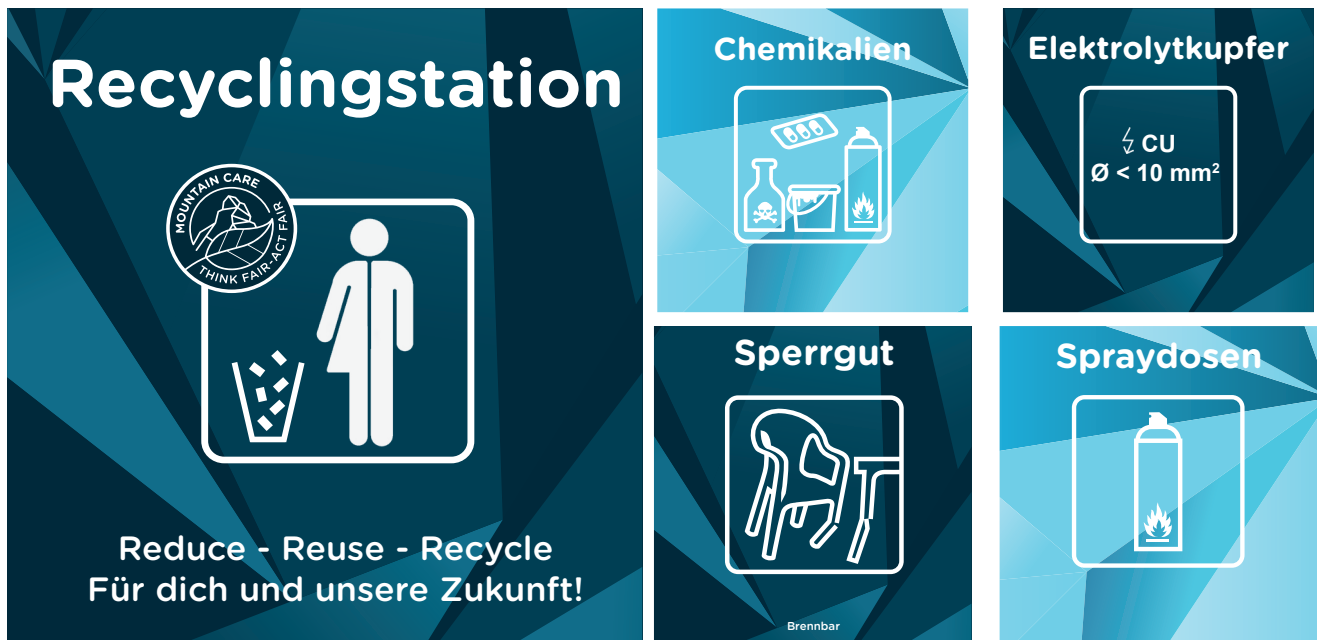 Recyclingstation
MOUNTAIN CARE
THINK FAIR-ACT FAIR
Reduce - Reuse - Recycle
Für dich und unsere Zukunft!
Chemikalien
Elektrolytkupfer
CU
Ø < 10 mm²
Sperrgut
Brennbar
Spraydosen